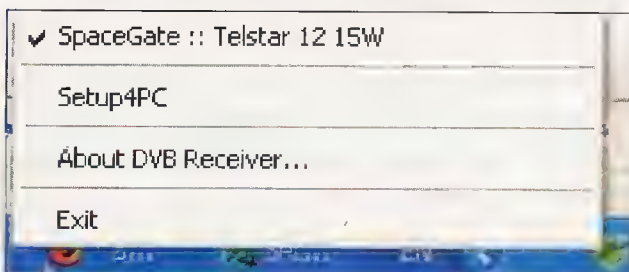 SpaceGate :: Telstar 12 15W
Setup4PC
About DVB Receiver...
Exit